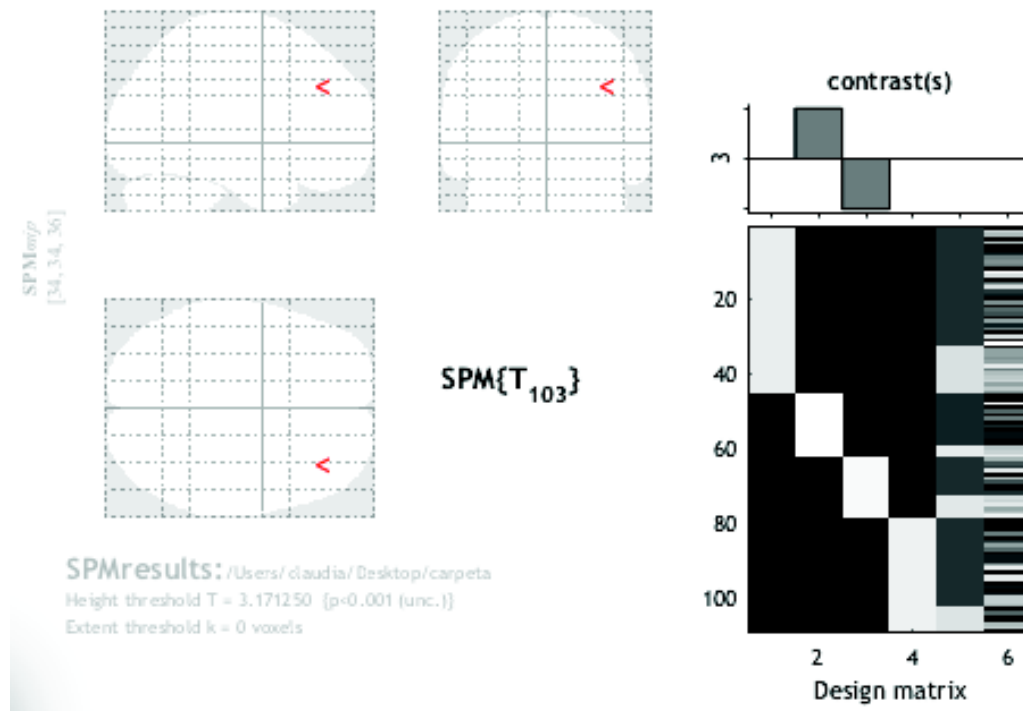 SPMmip
[34, 34, 36]
<
<
<
SPM{T103}
SPMresults: /Users/claudia/Desktop/carpeta
Height threshold T = 3.171250 {p<0.001 (unc.)}
Extent threshold k = 0 voxels
contrast(s)
3
20
40
60
80
100
2 4 6
Design matrix